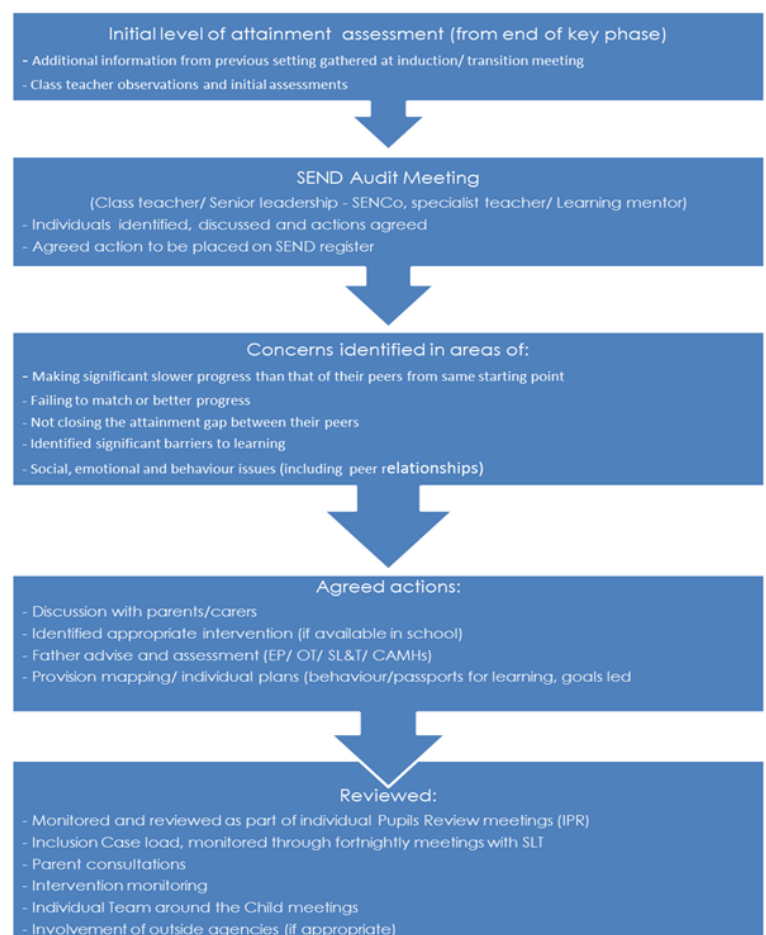 Initial level of attainment assessment (from end of key phase)
- Additional information from previous setting gathered at induction/ transition meeting
- Class teacher observations and initial assessments
SEND Audit Meeting
(Class teacher/ Senior leadership - SENCo, specialist teacher/ Learning mentor)
- Individuals identified, discussed and actions agreed
- Agreed action to be placed on SEND register
Concerns identified in areas of:
- Making significant slower progress than that of their peers from same starting point
- Failing to match or better progress
- Not closing the attainment gap between their peers
- Identified significant barriers to learning
- Social, emotional and behaviour issues (including peer relationships)
Agreed actions:
- Discussion with parents/carers
- Identified appropriate intervention (if available in school)
- Father advise and assessment (EP/ OT/ SL&T/ CAMHs)
- Provision mapping/ individual plans (behaviour/passports for learning, goals led
Reviewed:
- Monitored and reviewed as part of individual Pupils Review meetings (IPR)
- Inclusion Case load, monitored through fortnightly meetings with SLT
- Parent consultations
- Intervention monitoring
- Individual Team around the Child meetings
- Involvement of outside agencies (if appropriate)